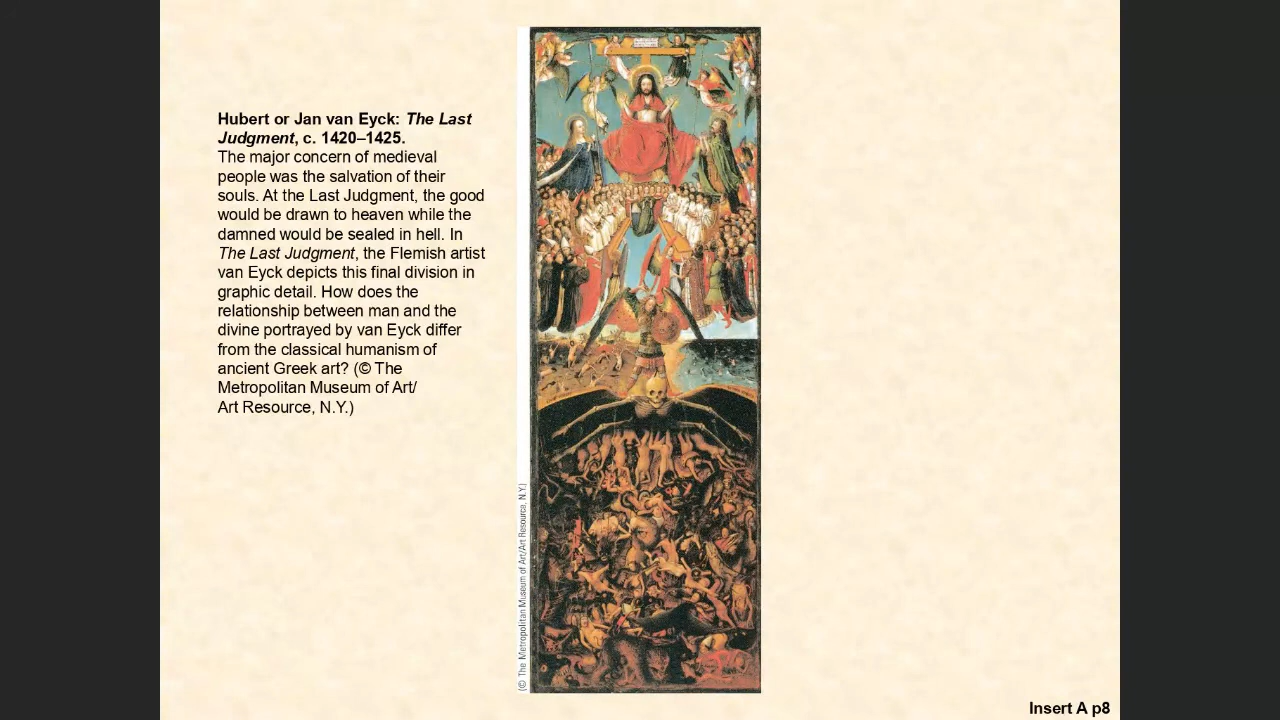 Hubert or Jan van Eyck: The Last
Judgment, c. 1420–1425.
The major concern of medieval
people was the salvation of their
souls. At the Last Judgment, the good
would be drawn to heaven while the
damned would be sealed in hell. In
The Last Judgment, the Flemish artist
van Eyck depicts this final division in
graphic detail. How does the
relationship between man and the
divine portrayed by van Eyck differ
from the classical humanism of
ancient Greek art? (© The
Metropolitan Museum of Art/
Art Resource, N.Y.)
(© The Metropolitan Museum of Art/Art Resource, N.Y.)
Insert A p8